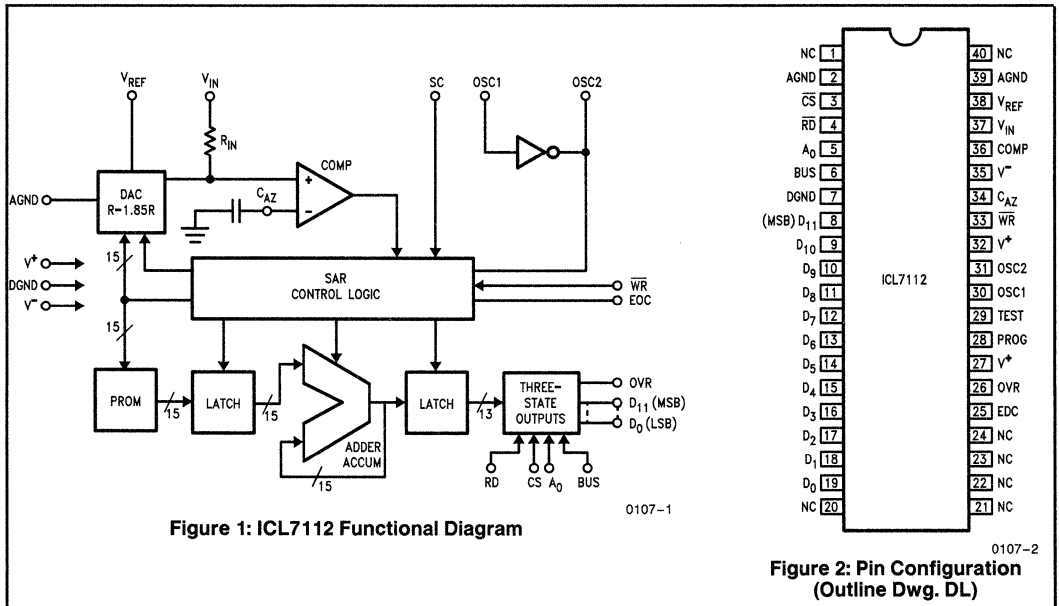 V_REF
V_IN
SC
OSC1
OSC2
R_IN
COMP
+
−
C_AZ
DAC
R–1.85R
AGND
15
V+
DGND
V−
SAR
CONTROL LOGIC
W̅R̅
EOC
15
PROM
15
LATCH
15
ADDER
ACCUM
15
LATCH
13
THREE-
STATE
OUTPUTS
OVR
D11 (MSB)
D0 (LSB)
RD
CS
A0
BUS
0107–1
Figure 1: ICL7112 Functional Diagram
NC 1
AGND 2
C̅S̅ 3
R̅D̅ 4
A0 5
BUS 6
DGND 7
(MSB) D11 8
D10 9
D9 10
D8 11
D7 12
D6 13
D5 14
D4 15
D3 16
D2 17
D1 18
D0 19
NC 20
ICL7112
40 NC
39 AGND
38 V_REF
37 V_IN
36 COMP
35 V−
34 C_AZ
33 W̅R̅
32 V+
31 OSC2
30 OSC1
29 TEST
28 PROG
27 V+
26 OVR
25 EDC
24 NC
23 NC
22 NC
21 NC
0107–2
Figure 2: Pin Configuration
(Outline Dwg. DL)